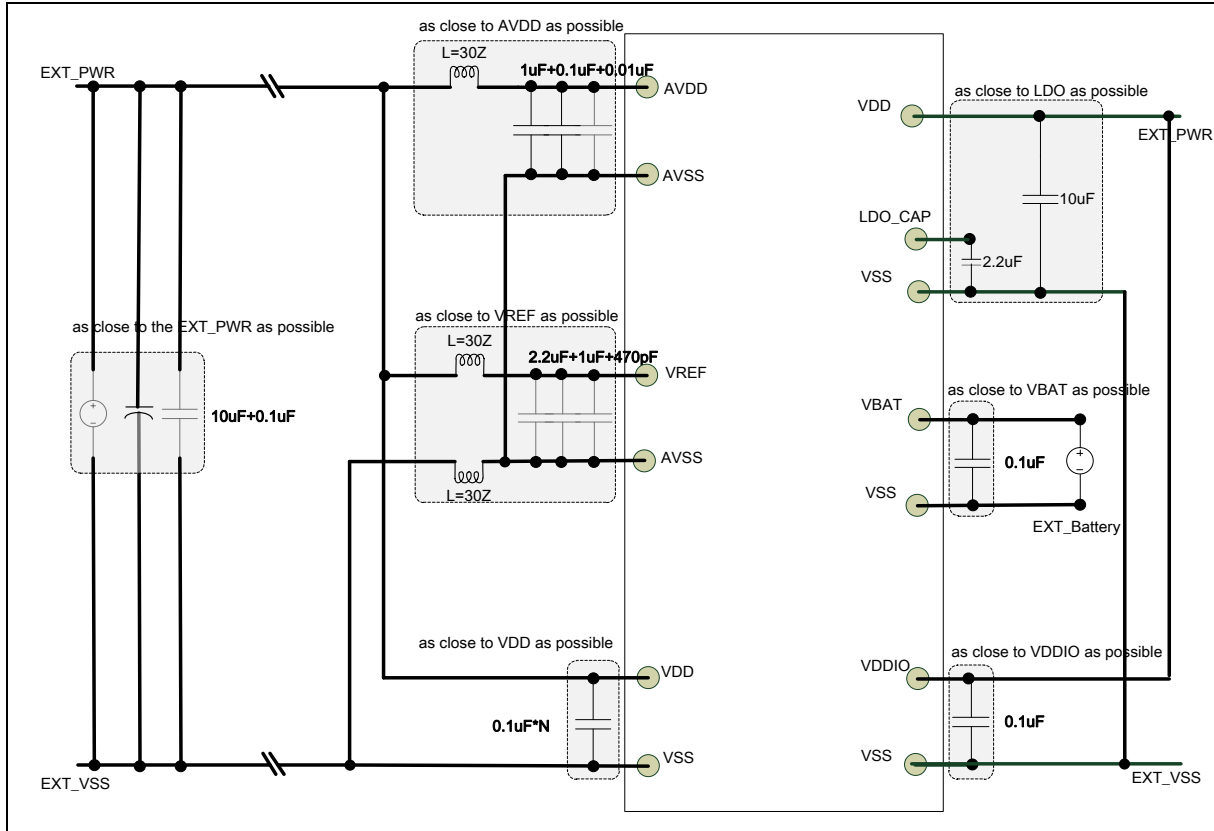 as close to AVDD as possible
L=30Z
EXT_PWR
1uF+0.1uF+0.01uF
AVDD
AVSS
as close to LDO as possible
VDD
EXT_PWR
10uF
LDO_CAP
2.2uF
VSS
as close to the EXT_PWR as possible
10uF+0.1uF
as close to VREF as possible
L=30Z
2.2uF+1uF+470pF
VREF
AVSS
L=30Z
as close to VBAT as possible
VBAT
0.1uF
VSS
EXT_Battery
as close to VDD as possible
VDD
0.1uF*N
VSS
as close to VDDIO as possible
VDDIO
0.1uF
VSS
EXT_VSS
EXT_VSS